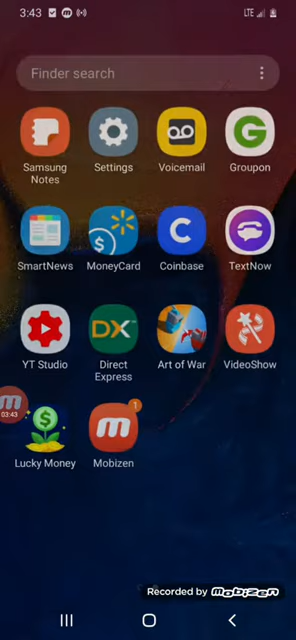 3:43
LTE
Finder search
Samsung Notes
Settings
Voicemail
Groupon
SmartNews
MoneyCard
Coinbase
TextNow
YT Studio
DX
Direct Express
Art of War
VideoShow
03:43
1
Lucky Money
Mobizen
Recorded by mobizen